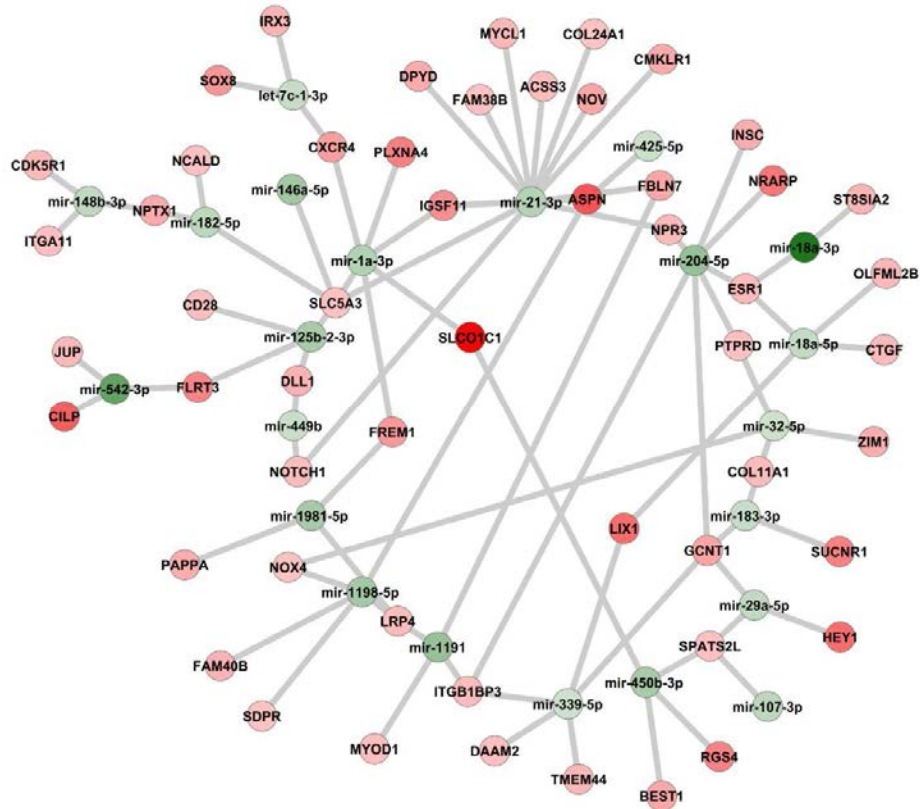 IRX3
MYCL1
COL24A1
SOX8
let-7c-1-3p
DPYD
FAM38B
ACSS3
NOV
CMKLR1
CXCR4
PLXNA4
mir-425-5p
INSC
CDK5R1
NCALD
mir-146a-5p
IGSF11
mir-21-3p
ASPN
FBLN7
NRARP
mir-148b-3p
NPTX1
mir-182-5p
ST8SIA2
ITGA11
mir-1a-3p
NPR3
mir-204-5p
mir-18a-3p
OLFML2B
CD28
SLC5A3
ESR1
mir-125b-2-3p
SLCO1C1
PTPRD
mir-18a-5p
CTGF
JUP
mir-542-3p
FLRT3
DLL1
CILP
mir-449b
FREM1
mir-32-5p
ZIM1
NOTCH1
COL11A1
mir-1981-5p
LIX1
mir-183-3p
PAPPA
NOX4
GCNT1
SUCNR1
mir-1198-5p
LRP4
mir-29a-5p
HEY1
FAM40B
mir-1191
SPATS2L
ITGB1BP3
mir-339-5p
mir-450b-3p
mir-107-3p
SDPR
MYOD1
DAAM2
TMEM44
RGS4
BEST1